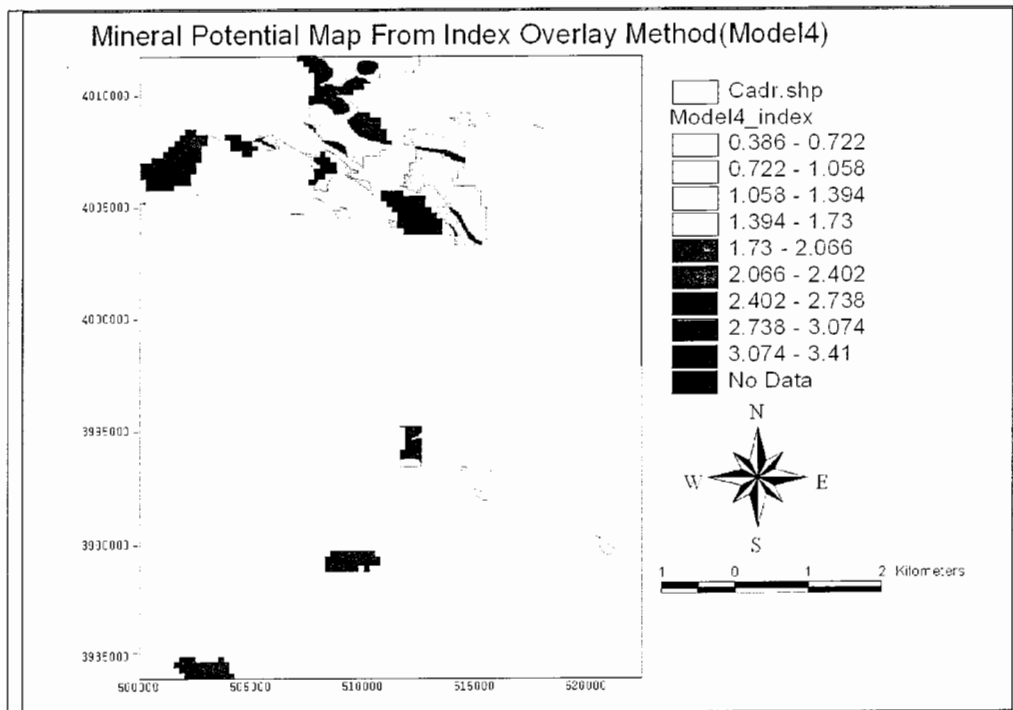 Mineral Potential Map From Index Overlay Method(Model4)
Cadr.shp
Model4_index
0.386 - 0.722
0.722 - 1.058
1.058 - 1.394
1.394 - 1.73
1.73 - 2.066
2.066 - 2.402
2.402 - 2.738
2.738 - 3.074
3.074 - 3.41
No Data
N
W E
S
1 0 1 2 Kilometers
4010000
4005000
4000000
3995000
3990000
3985000
500000 505000 510000 515000 520000